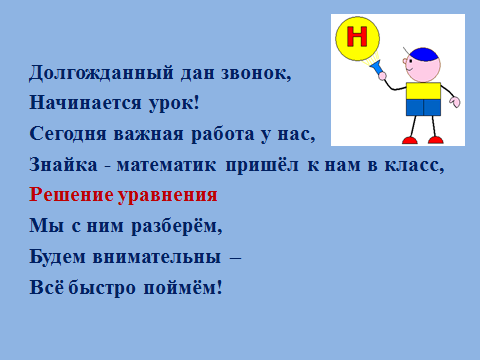 Н
Долгожданный дан звонок,
Начинается урок!
Сегодня важная работа у нас,
Знайка - математик пришёл к нам в класс,
Решение уравнения
Мы с ним разберём,
Будем внимательны –
Всё быстро поймём!